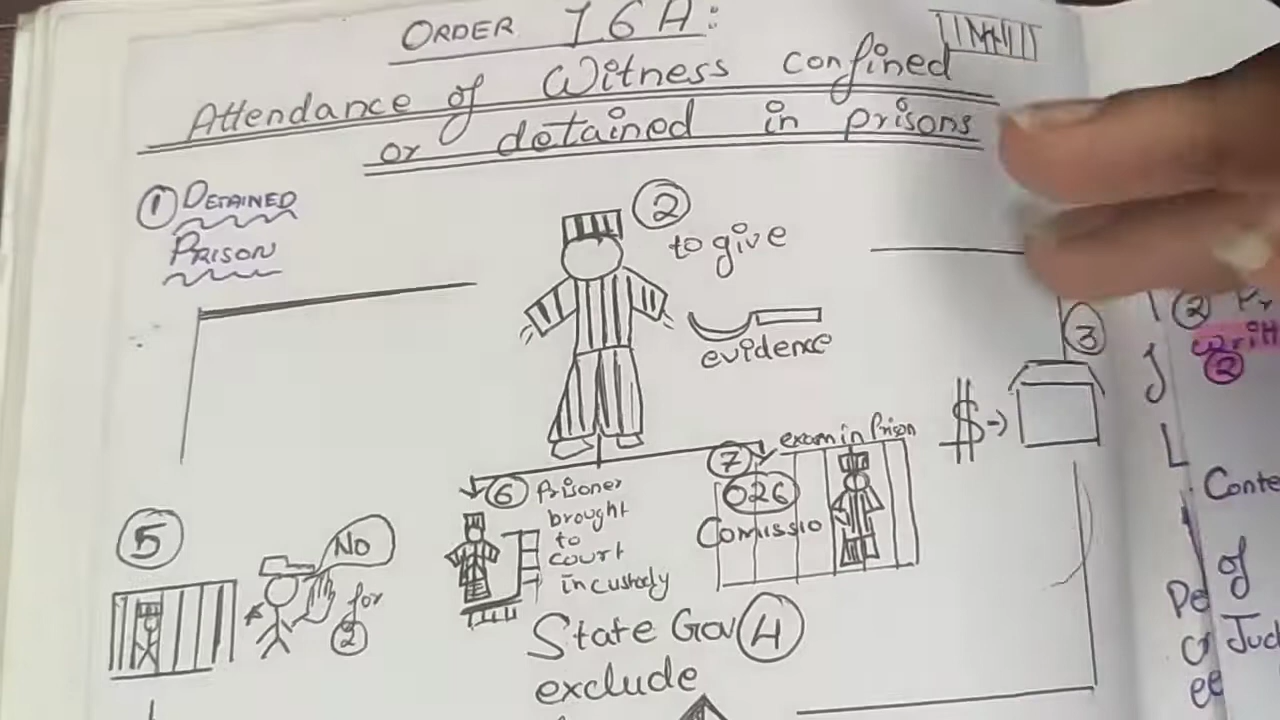 ORDER 16A:
Attendance of Witness confined
or detained in prisons
① DETAINED
PRISON
②
to give
evidence
③
$→
⑦ exam in Prison
O26
Comissio
⑥ Prisoner
brought
to
court
in custody
⑤
No
for
②
State Gov ④
exclude
②
②
J
L
Conte
of
Jud